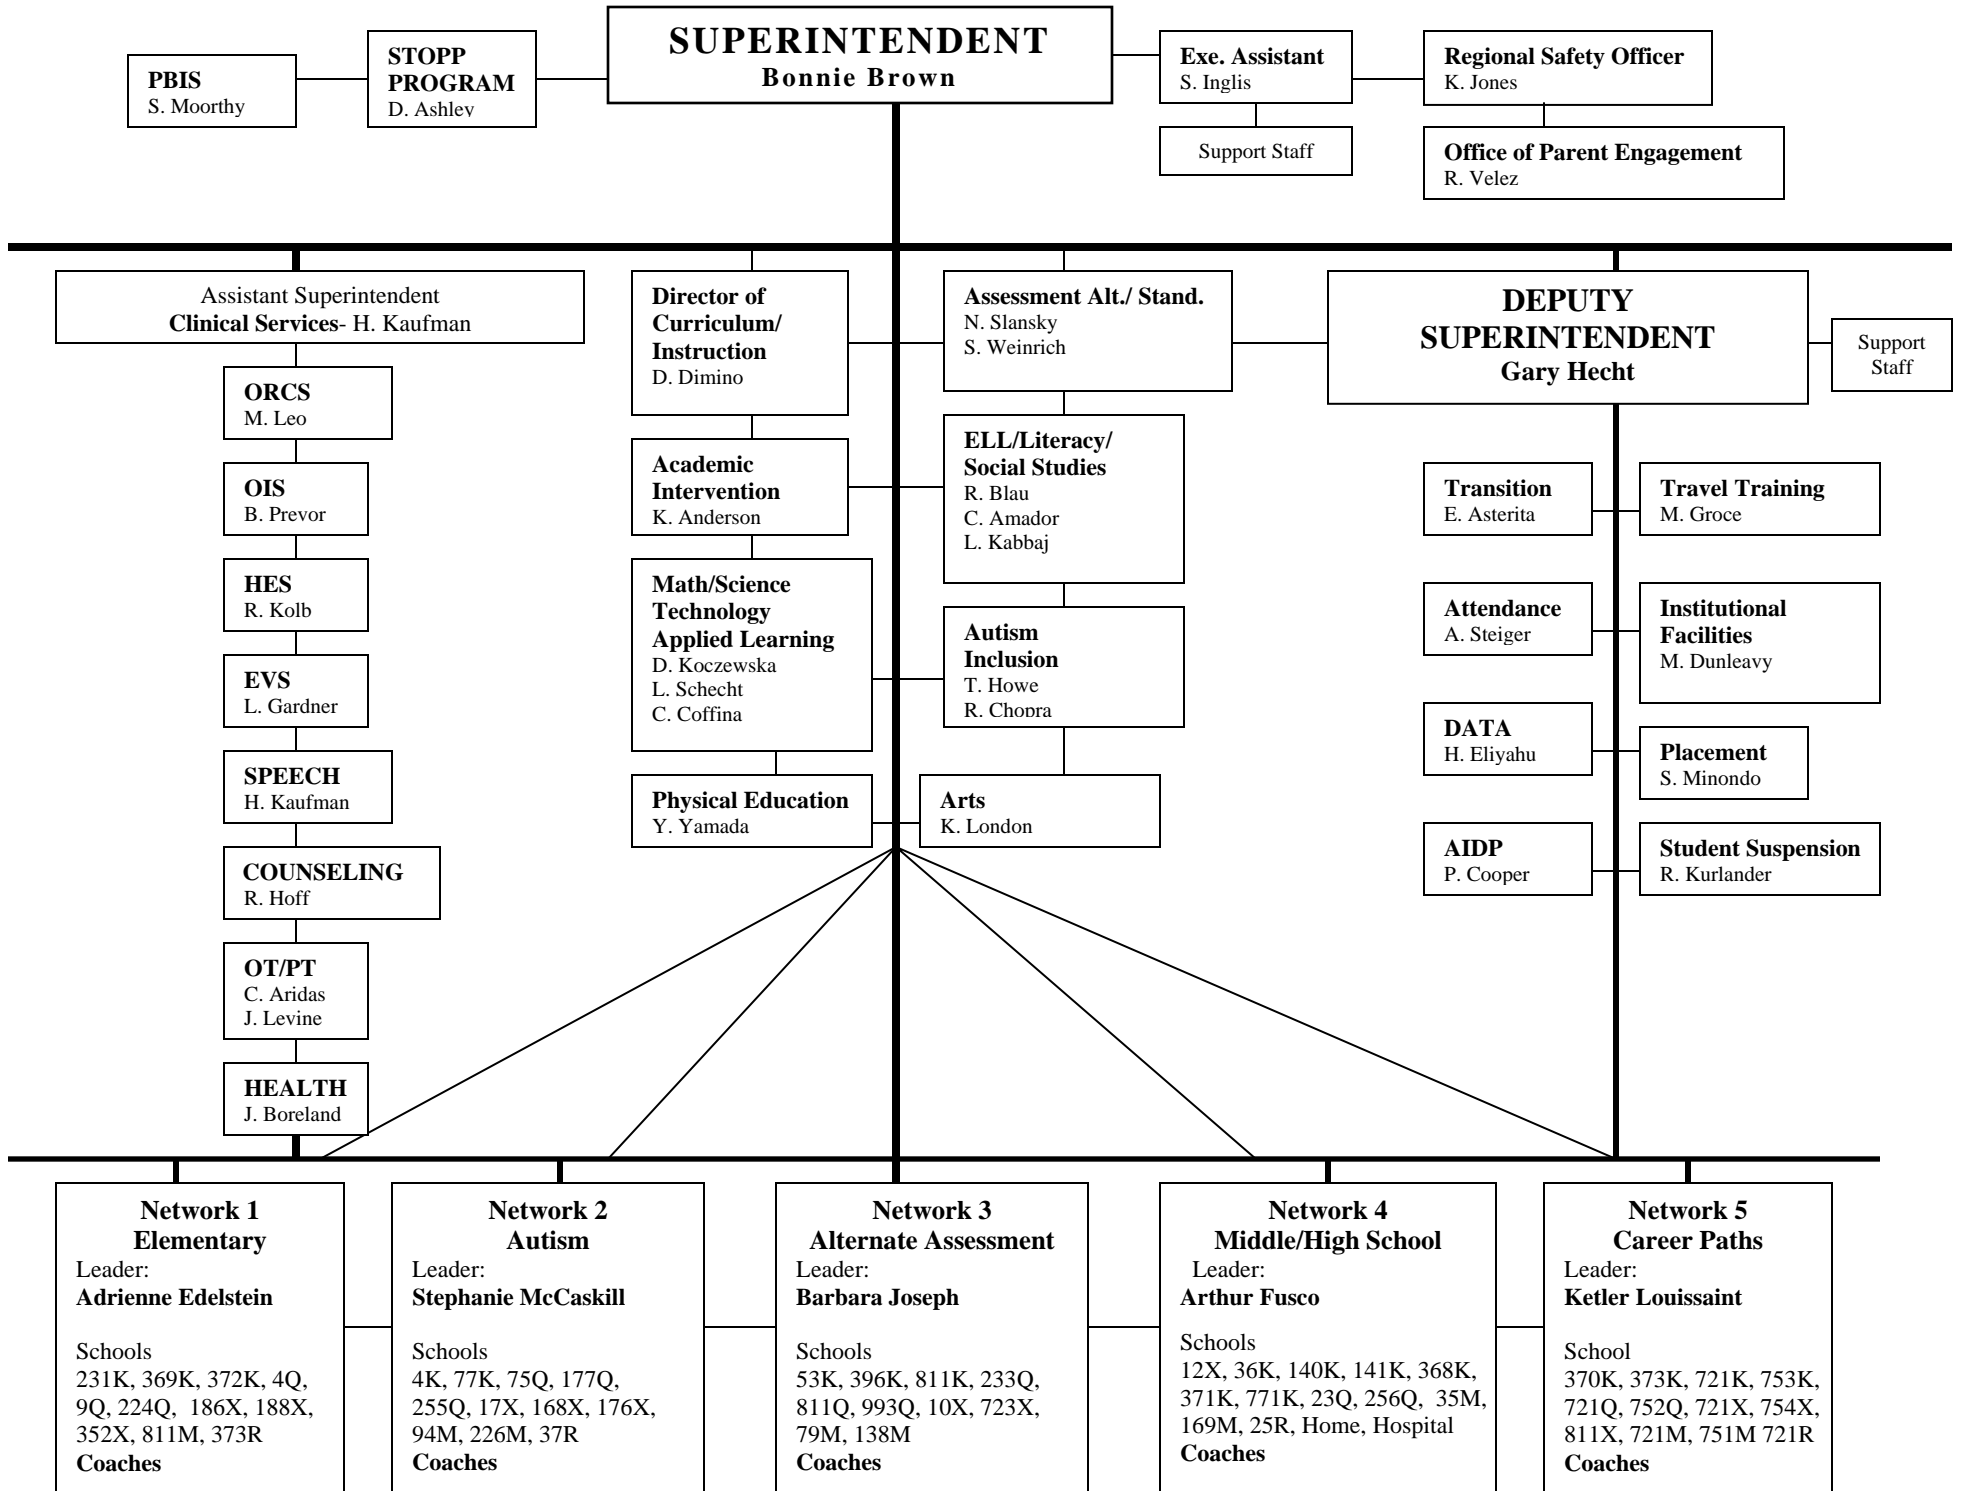 SUPERINTENDENT
Bonnie Brown
PBIS
S. Moorthy
STOPP
PROGRAM
D. Ashley
Exe. Assistant
S. Inglis
Support Staff
Regional Safety Officer
K. Jones
Office of Parent Engagement
R. Velez
Assistant Superintendent
Clinical Services- H. Kaufman
ORCS
M. Leo
OIS
B. Prevor
HES
R. Kolb
EVS
L. Gardner
SPEECH
H. Kaufman
COUNSELING
R. Hoff
OT/PT
C. Aridas
J. Levine
HEALTH
J. Boreland
Director of
Curriculum/
Instruction
D. Dimino
Academic
Intervention
K. Anderson
Math/Science
Technology
Applied Learning
D. Koczewska
L. Schecht
C. Coffina
Physical Education
Y. Yamada
Assessment Alt./ Stand.
N. Slansky
S. Weinrich
ELL/Literacy/
Social Studies
R. Blau
C. Amador
L. Kabbaj
Autism
Inclusion
T. Howe
R. Chopra
Arts
K. London
DEPUTY
SUPERINTENDENT
Gary Hecht
Support
Staff
Transition
E. Asterita
Travel Training
M. Groce
Attendance
A. Steiger
Institutional
Facilities
M. Dunleavy
DATA
H. Eliyahu
Placement
S. Minondo
AIDP
P. Cooper
Student Suspension
R. Kurlander
Network 1
Elementary
Leader:
Adrienne Edelstein
Schools
231K, 369K, 372K, 4Q,
9Q, 224Q, 186X, 188X,
352X, 811M, 373R
Coaches
Network 2
Autism
Leader:
Stephanie McCaskill
Schools
4K, 77K, 75Q, 177Q,
255Q, 17X, 168X, 176X,
94M, 226M, 37R
Coaches
Network 3
Alternate Assessment
Leader:
Barbara Joseph
Schools
53K, 396K, 811K, 233Q,
811Q, 993Q, 10X, 723X,
79M, 138M
Coaches
Network 4
Middle/High School
Leader:
Arthur Fusco
Schools
12X, 36K, 140K, 141K, 368K,
371K, 771K, 23Q, 256Q, 35M,
169M, 25R, Home, Hospital
Coaches
Network 5
Career Paths
Leader:
Ketler Louissaint
School
370K, 373K, 721K, 753K,
721Q, 752Q, 721X, 754X,
811X, 721M, 751M 721R
Coaches